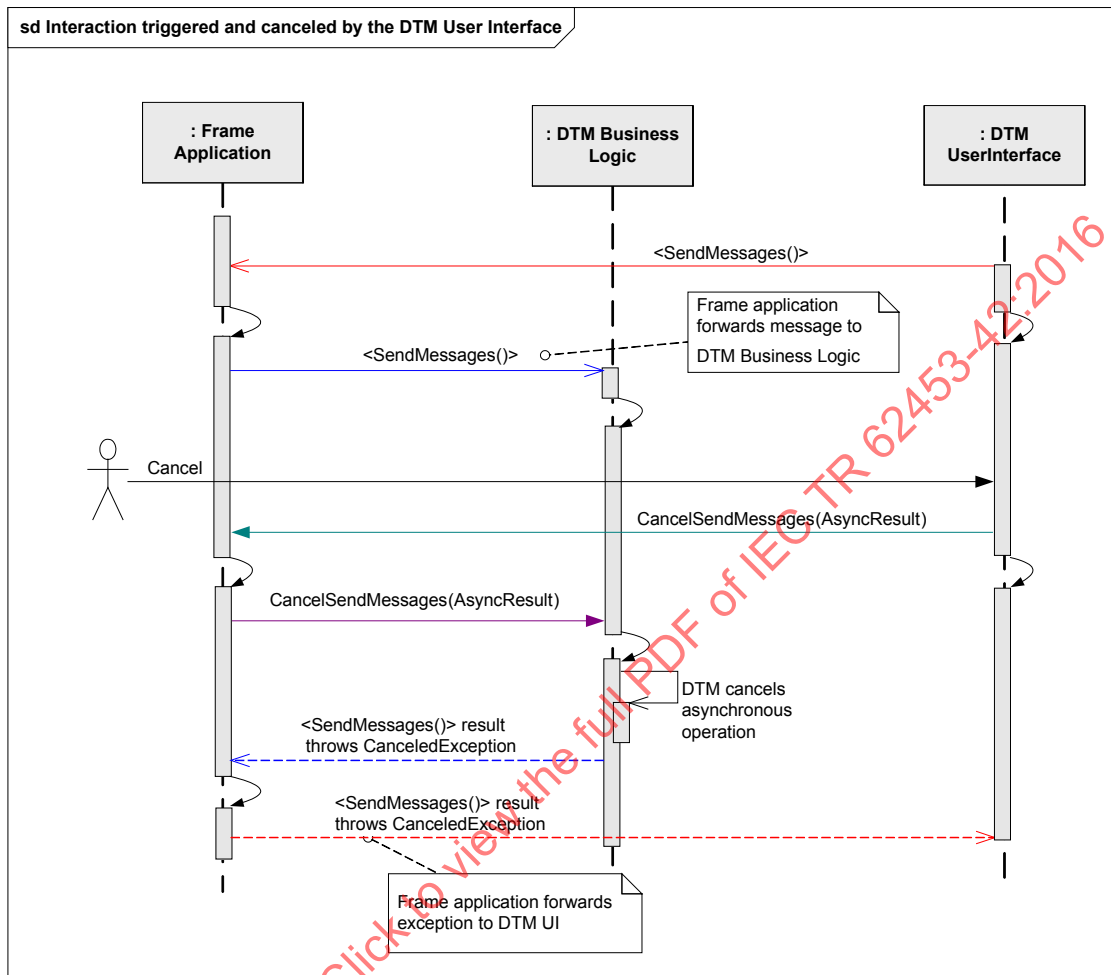 sd Interaction triggered and canceled by the DTM User Interface
: Frame
Application
: DTM Business
Logic
: DTM
UserInterface
<SendMessages()>
Frame application
forwards message to
DTM Business Logic
<SendMessages()>
Cancel
CancelSendMessages(AsyncResult)
CancelSendMessages(AsyncResult)
DTM cancels
asynchronous
operation
<SendMessages()> result
throws CanceledException
<SendMessages()> result
throws CanceledException
Frame application forwards
exception to DTM UI
Click to view the full PDF of IEC TR 62453-42:2016